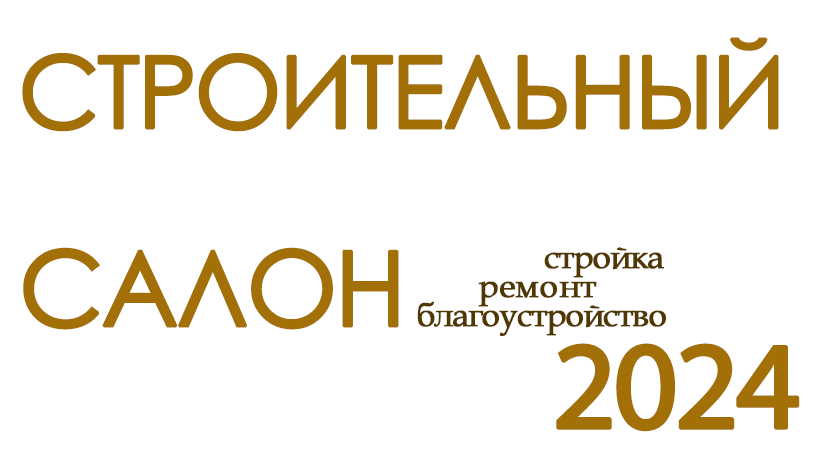 СТРОИТЕЛЬНЫЙ
САЛОН
стройка
ремонт
благоустройство
2024